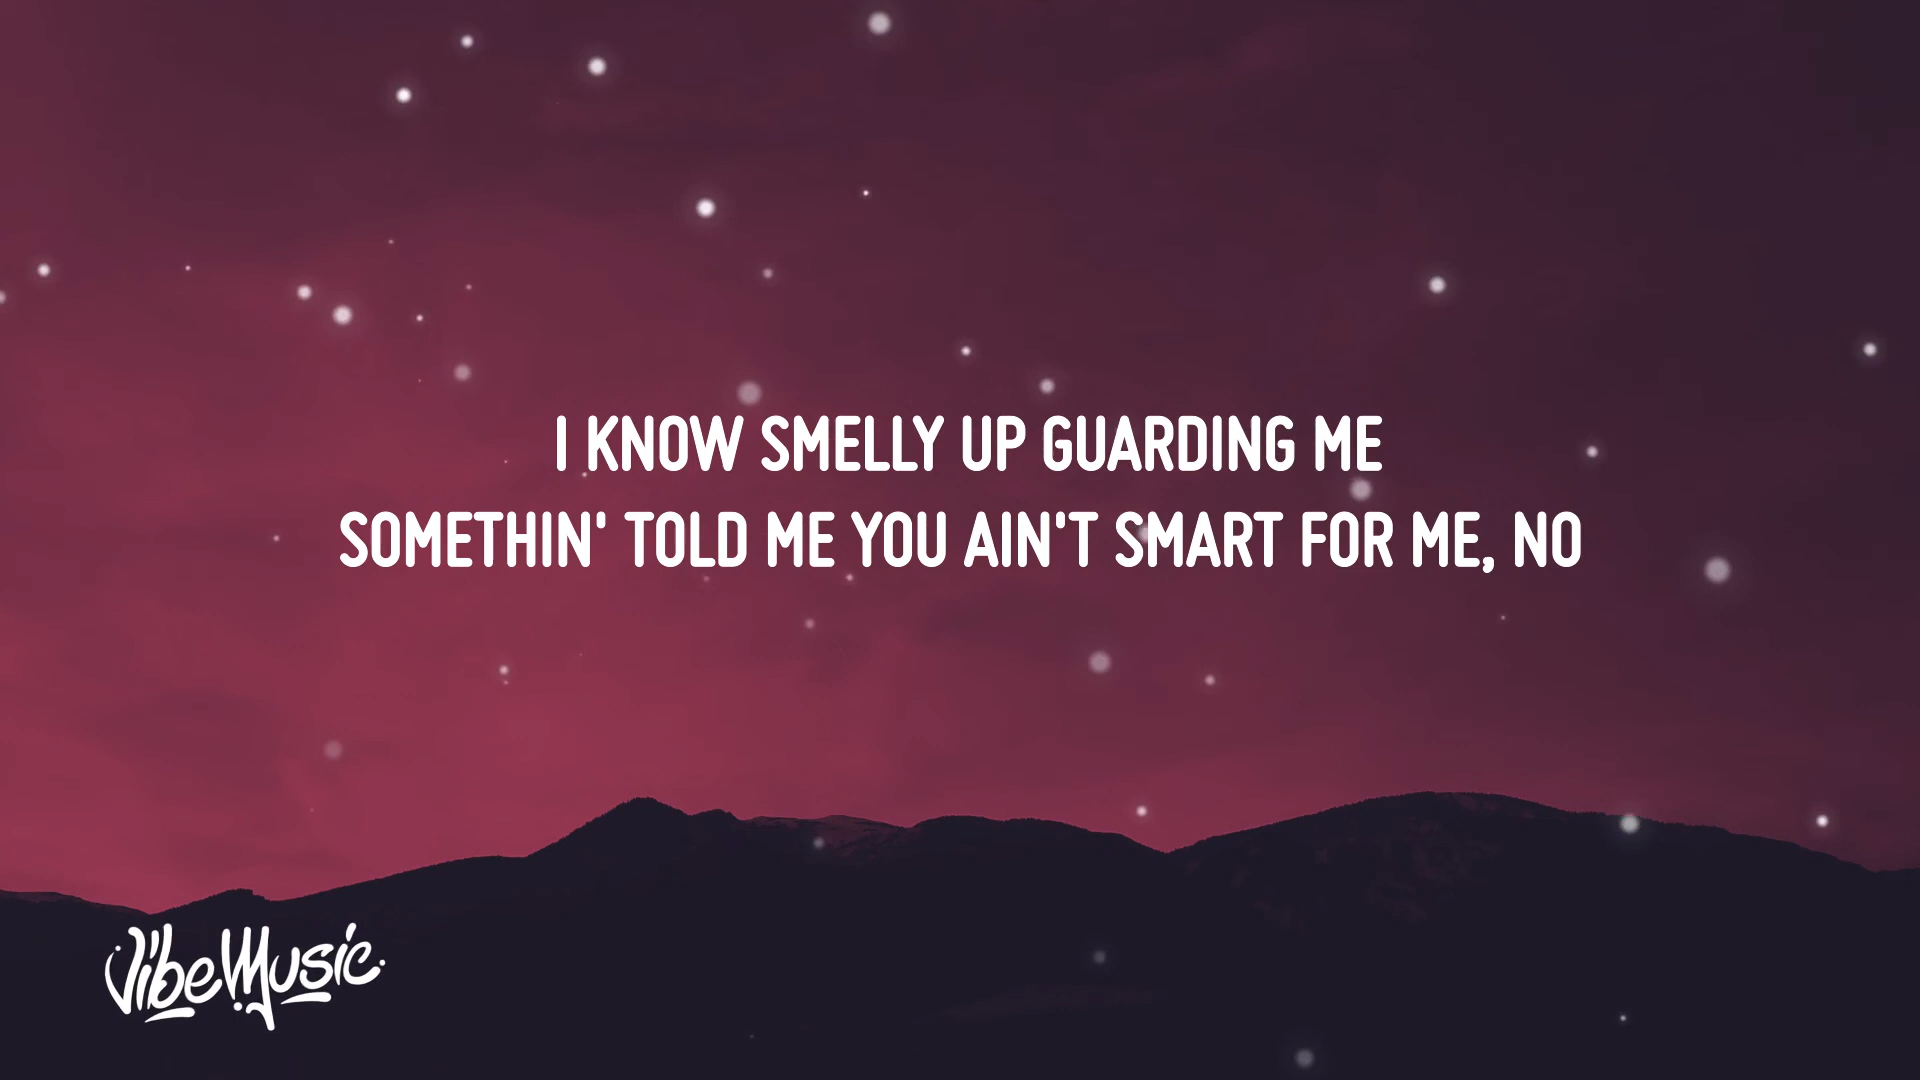 I KNOW SMELLY UP GUARDING ME
SOMETHIN' TOLD ME YOU AIN'T SMART FOR ME, NO
VibeMusic